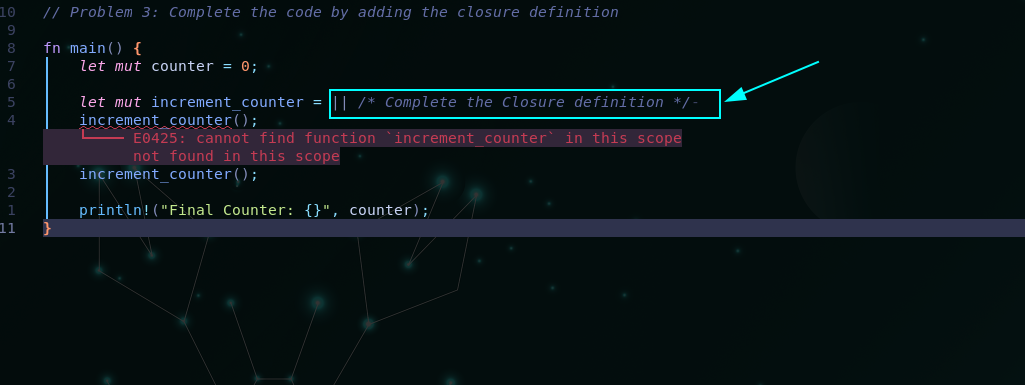 10 // Problem 3: Complete the code by adding the closure definition
9
8 fn main() {
7 let mut counter = 0;
6
5 let mut increment_counter = || /* Complete the Closure definition */-
4 increment_counter();
E0425: cannot find function `increment_counter` in this scope
not found in this scope
3 increment_counter();
2
1 println!("Final Counter: {}", counter);
11 }